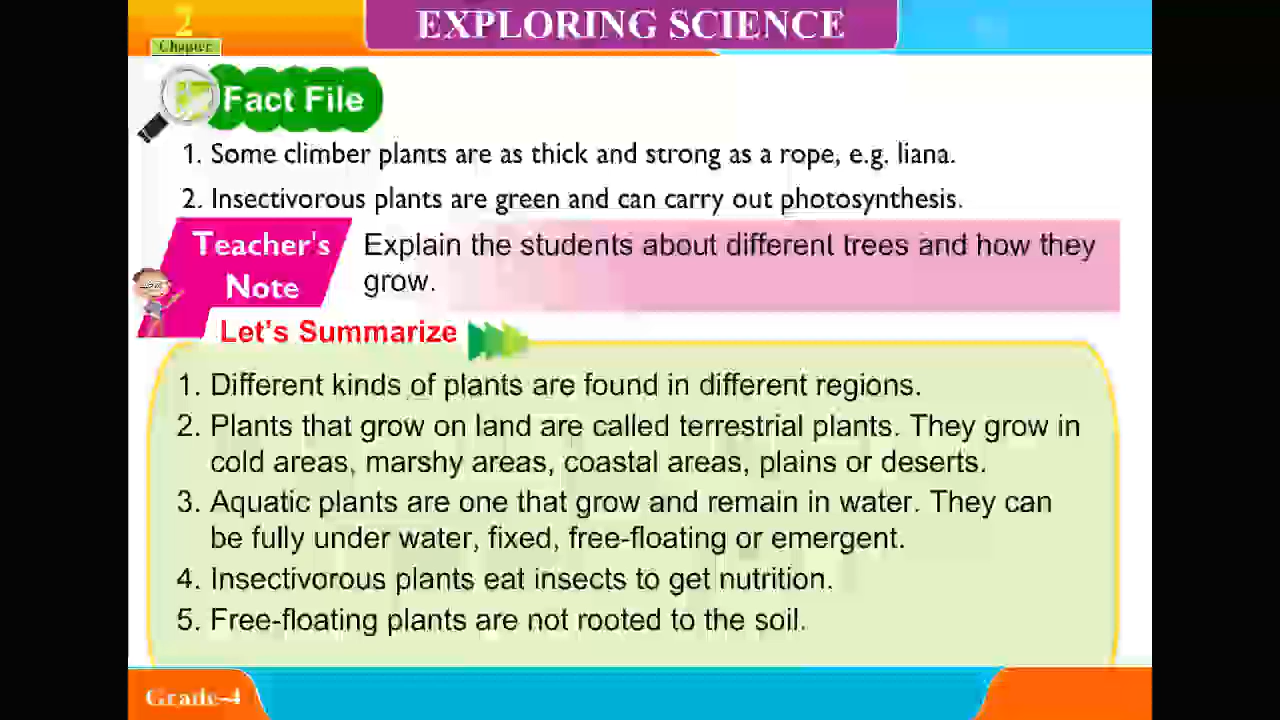 2
Chapter
EXPLORING SCIENCE
Fact File
1. Some climber plants are as thick and strong as a rope, e.g. liana.
2. Insectivorous plants are green and can carry out photosynthesis.
Teacher's
Note
Explain the students about different trees and how they
grow.
Let's Summarize
1. Different kinds of plants are found in different regions.
2. Plants that grow on land are called terrestrial plants. They grow in
cold areas, marshy areas, coastal areas, plains or deserts.
3. Aquatic plants are one that grow and remain in water. They can
be fully under water, fixed, free-floating or emergent.
4. Insectivorous plants eat insects to get nutrition.
5. Free-floating plants are not rooted to the soil.
Grade-4